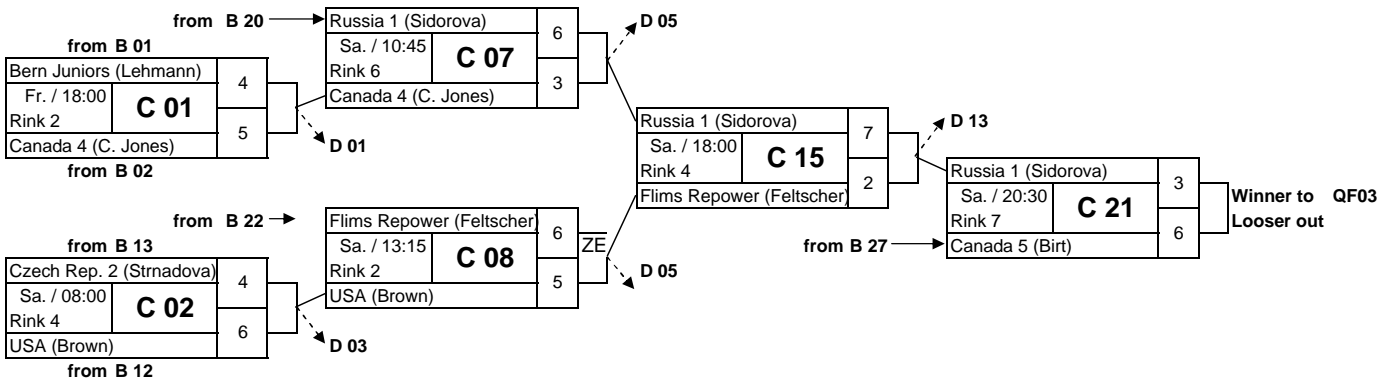 from B 20
Russia 1 (Sidorova)
6
D 05
Sa. / 10:45
C 07
Rink 6
3
Canada 4 (C. Jones)
from B 01
Bern Juniors (Lehmann)
4
Fr. / 18:00
C 01
Rink 2
5
Canada 4 (C. Jones)
D 01
from B 02
Russia 1 (Sidorova)
7
D 13
Sa. / 18:00
C 15
Rink 4
2
Flims Repower (Feltscher)
Russia 1 (Sidorova)
3
Sa. / 20:30
C 21
Rink 7
6
Winner to QF03
Looser out
from B 27
Canada 5 (Birt)
from B 22
Flims Repower (Feltscher)
6
ZE
Sa. / 13:15
C 08
Rink 2
5
D 05
USA (Brown)
from B 13
Czech Rep. 2 (Strnadova)
4
Sa. / 08:00
C 02
Rink 4
6
USA (Brown)
D 03
from B 12